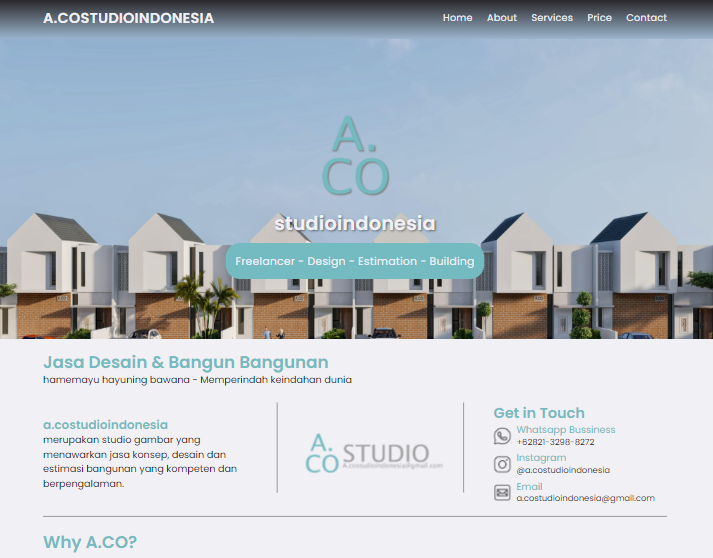 A.COSTUDIOINDONESIA
Home About Services Price Contact
A.
CO
studioindonesia
Freelancer - Design - Estimation - Building
Jasa Desain & Bangun Bangunan
hamemayu hayuning bawana - Memperindah keindahan dunia
a.costudioindonesia
merupakan studio gambar yang
menawarkan jasa konsep, desain dan
estimasi bangunan yang kompeten dan
berpengalaman.
A.
CO STUDIO
A.costudioindonesia@gmail.com
Get in Touch
Whatsapp Bussiness
+62821-3298-8272
Instagram
@a.costudioindonesia
Email
a.costudioindonesia@gmail.com
Why A.CO?